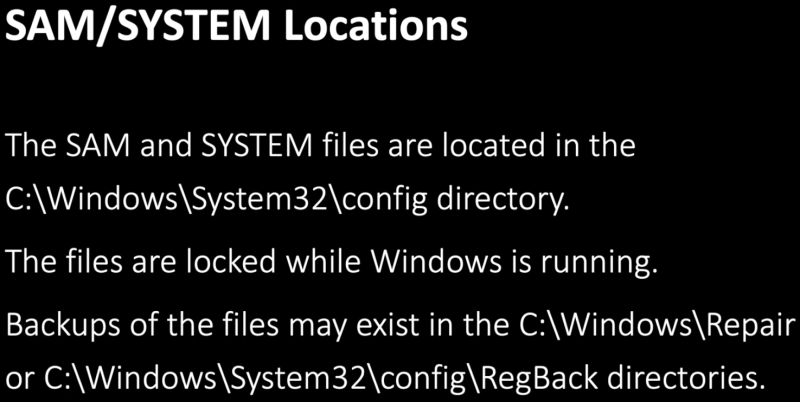 SAM/SYSTEM Locations
The SAM and SYSTEM files are located in the
C:\Windows\System32\config directory.
The files are locked while Windows is running.
Backups of the files may exist in the C:\Windows\Repair
or C:\Windows\System32\config\RegBack directories.